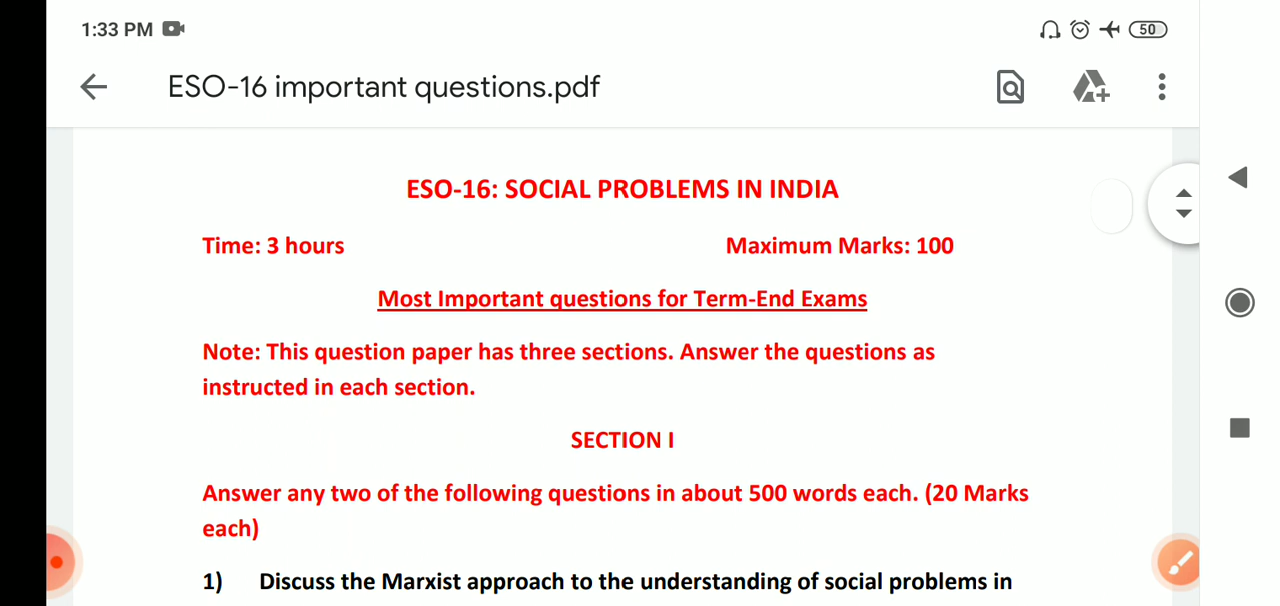 1:33 PM
50
ESO-16 important questions.pdf
ESO-16: SOCIAL PROBLEMS IN INDIA
Time: 3 hours Maximum Marks: 100
Most Important questions for Term-End Exams
Note: This question paper has three sections. Answer the questions as
instructed in each section.
SECTION I
Answer any two of the following questions in about 500 words each. (20 Marks
each)
1) Discuss the Marxist approach to the understanding of social problems in